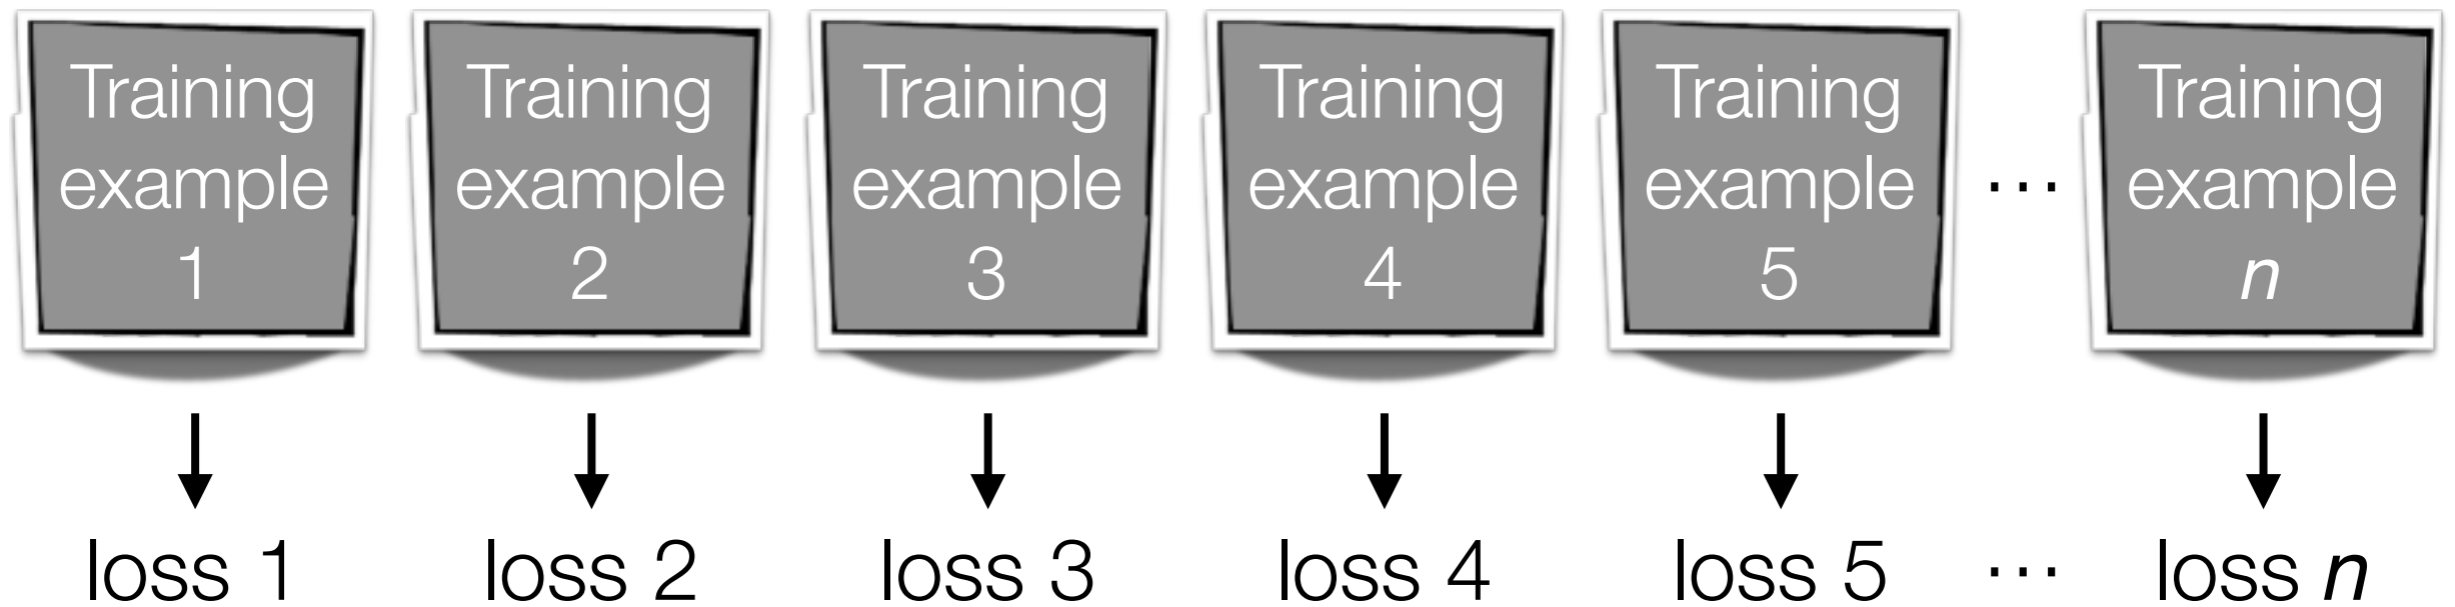 Training
example
1
Training
example
2
Training
example
3
Training
example
4
Training
example
5
...
Training
example
n
loss 1
loss 2
loss 3
loss 4
loss 5
...
loss n